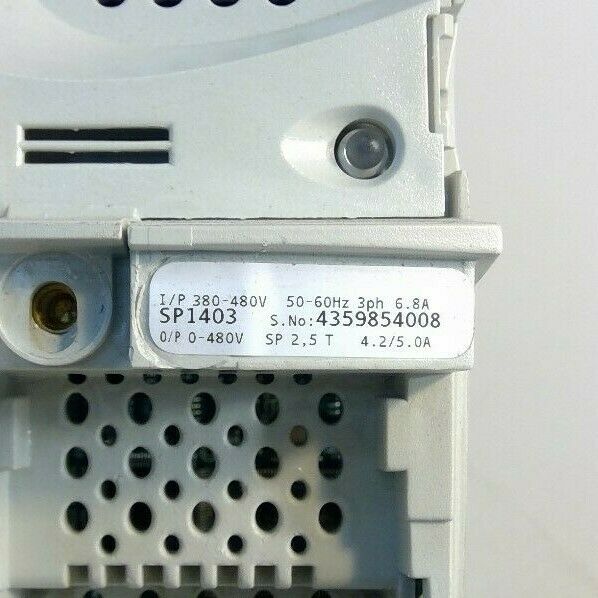 I/P 380-480V 50-60Hz 3ph 6.8A
SP1403 S.No:4359854008
O/P 0-480V SP 2,5 T 4.2/5.0A